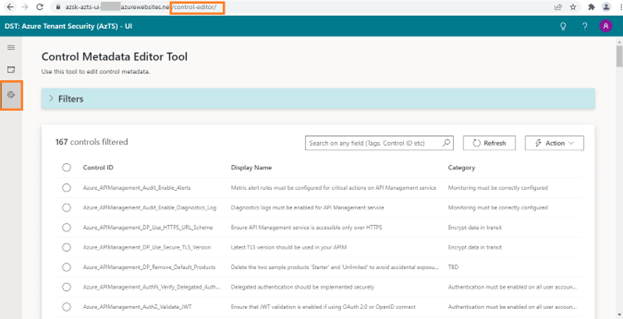 azsk-azts-ui- azurewebsites.net/control-editor/
DST: Azure Tenant Security (AzTS) - UI
?
A
Control Metadata Editor Tool
Use this tool to edit control metadata.
Filters
167 controls filtered
Search on any field (Tags, Control ID etc)
Refresh
Action
Control ID Display Name Category
Azure_APIManagement_Audit_Enable_Alerts Metric alert rules must be configured for critical actions on API Management service Monitoring must be correctly configured
Azure_APIManagement_Audit_Enable_Diagnostics_Log Diagnostics logs must be enabled for API Management service Monitoring must be correctly configured
Azure_APIManagement_DP_Use_HTTPS_URL_Scheme Ensure API Management service is accessible only over HTTPS Encrypt data in transit
Azure_APIManagement_DP_Use_Secure_TLS_Version Latest TLS version should be used in your APIM Encrypt data in transit
Azure_APIManagement_DP_Remove_Default_Products Delete the two sample products 'Starter' and 'Unlimited' to avoid accidental exposu... TBD
Azure_APIManagement_AuthN_Verify_Delegated_Auth... Delegated authentication should be implemented securely Authentication must be enabled on all user accoun...
Azure_APIManagement_AuthZ_Validate_JWT Ensure that JWT validation is enabled if using OAuth 2.0 or OpenID connect Authentication must be enabled on all user accoun...